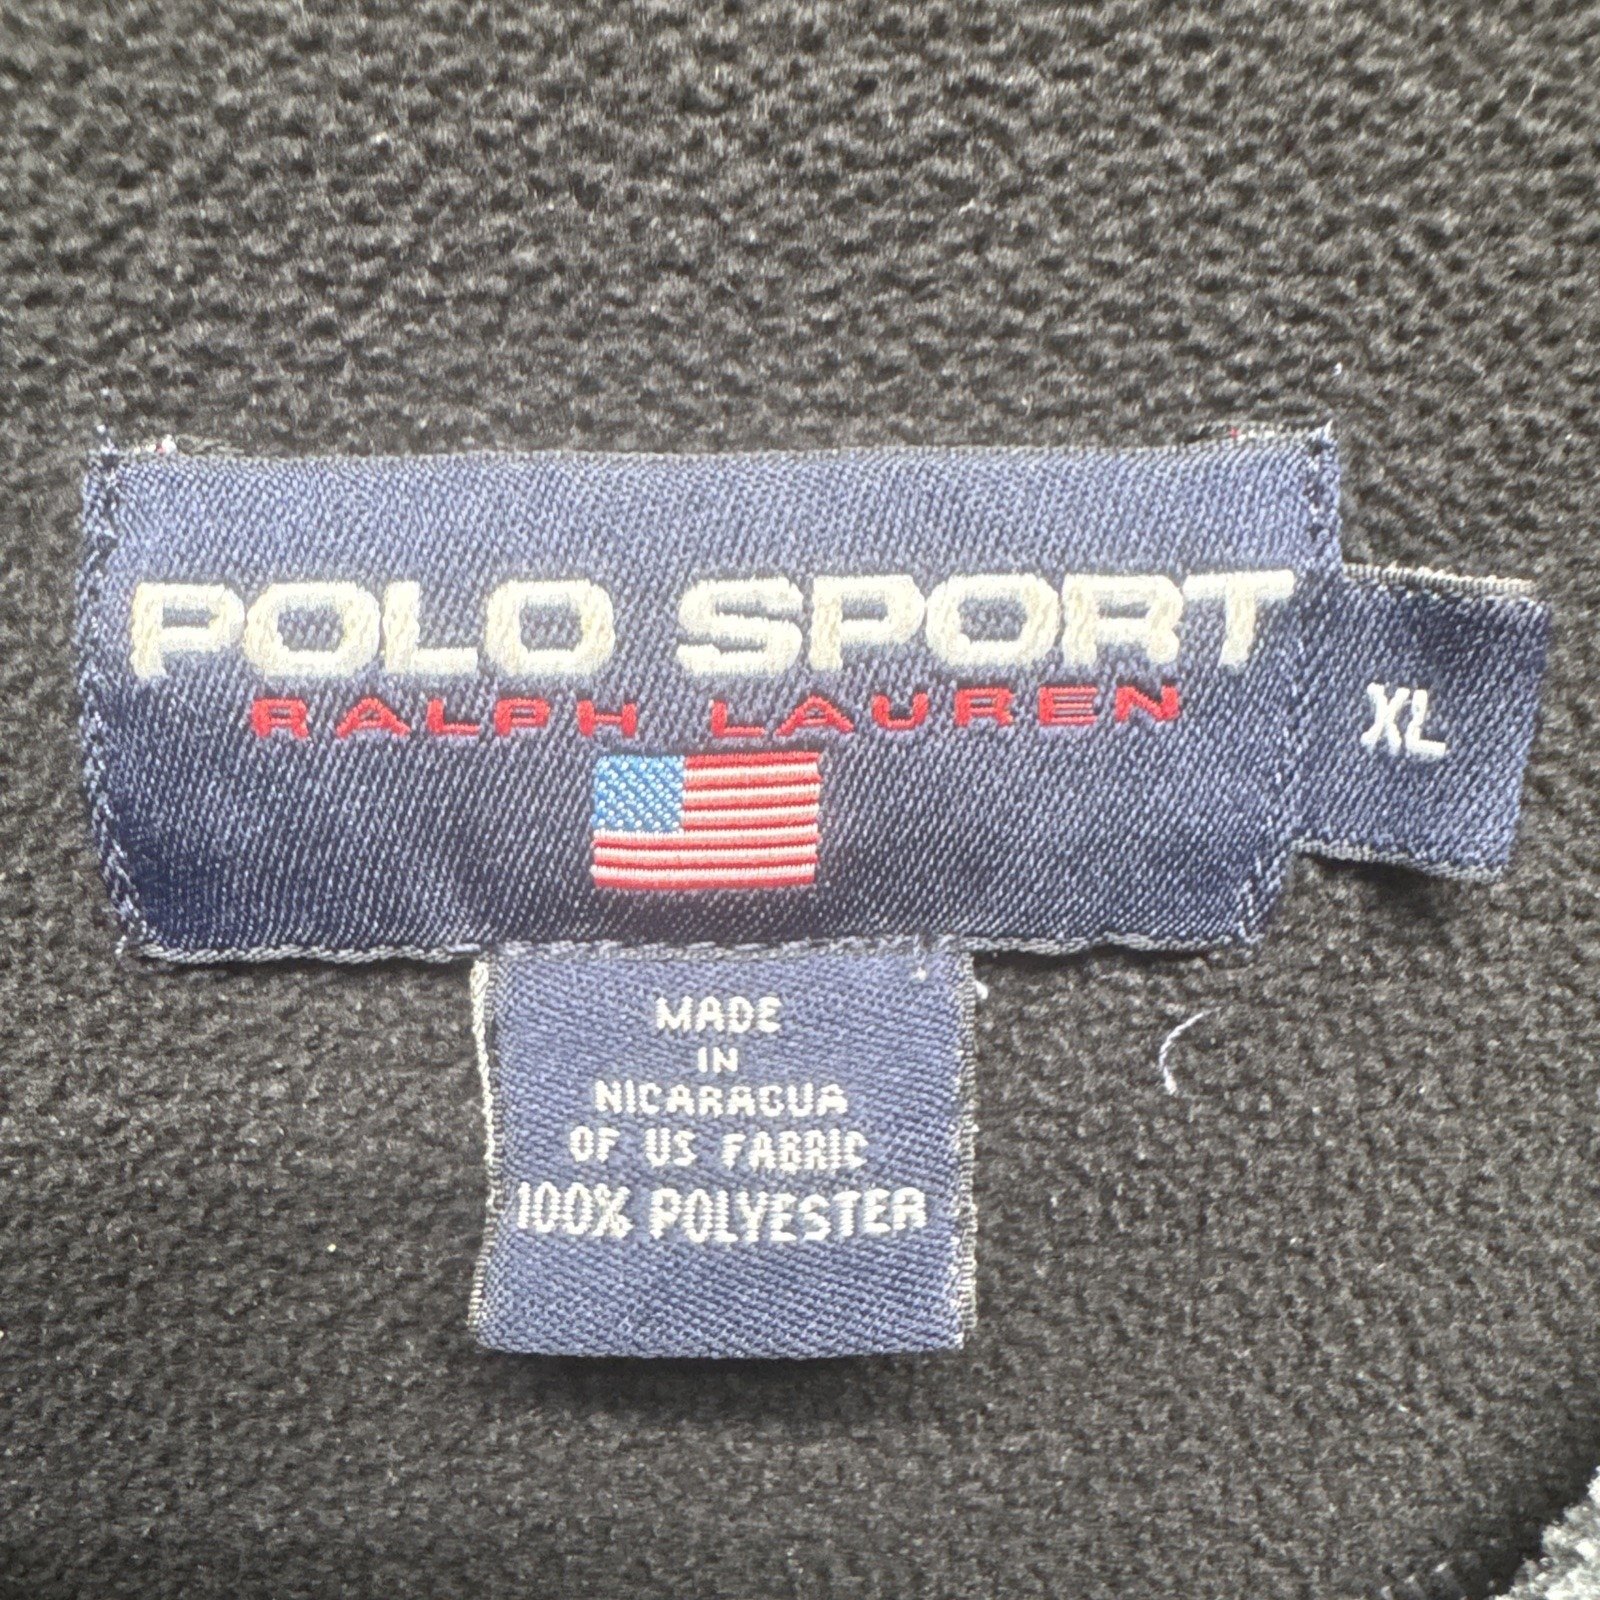 POLO SPORT
RALPH LAUREN
XL
MADE
IN
NICARAGUA
OF US FABRIC
100% POLYESTER